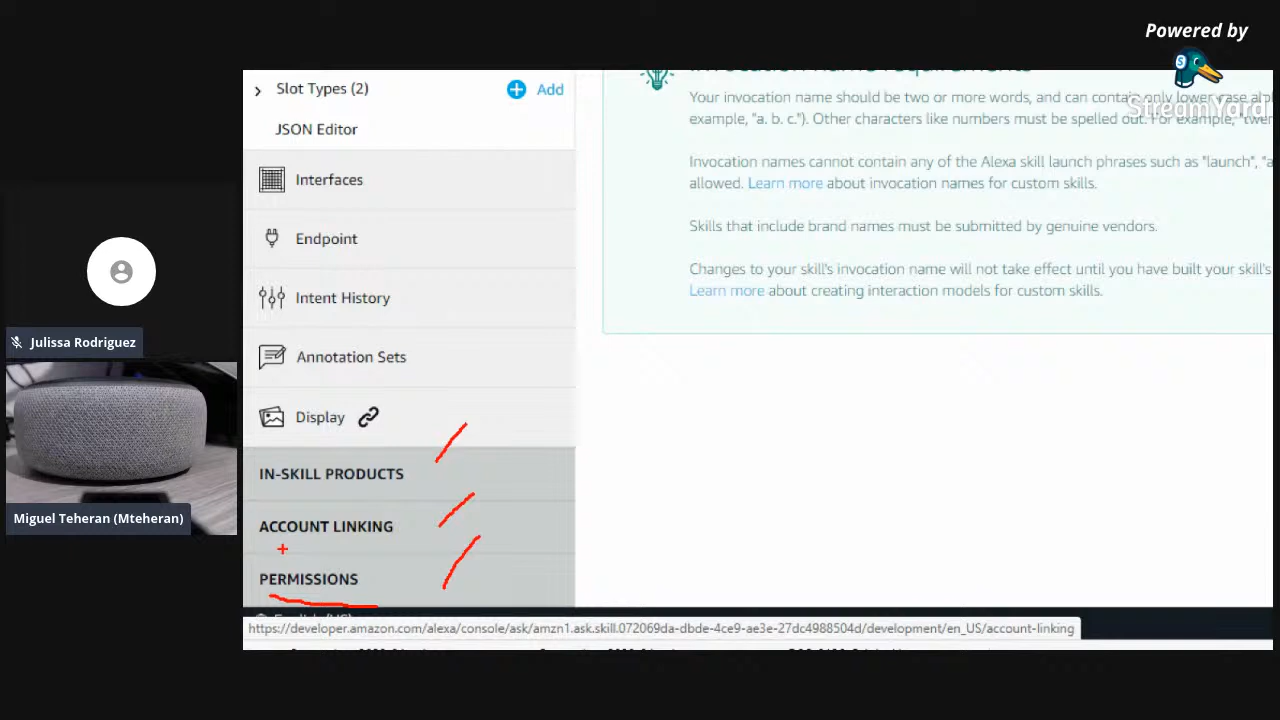 Powered by
StreamYard
Slot Types (2)
Add
JSON Editor
Interfaces
Endpoint
Intent History
Annotation Sets
Display
IN-SKILL PRODUCTS
ACCOUNT LINKING
PERMISSIONS
English (US)
Invocation name requirements
Your invocation name should be two or more words, and can contain only lower case
example, "a. b. c."). Other characters like numbers must be spelled out. For example,
Invocation names cannot contain any of the Alexa skill launch phrases such as "launch",
allowed. Learn more about invocation names for custom skills.
Skills that include brand names must be submitted by genuine vendors.
Changes to your skill's invocation name will not take effect until you have built your skill's
Learn more about creating interaction models for custom skills.
https://developer.amazon.com/alexa/console/ask/amzn1.ask.skill.072069da-dbde-4ce9-ae3e-27dc4988504d/development/en_US/account-linking
Julissa Rodriguez
Miguel Teheran (Mteheran)